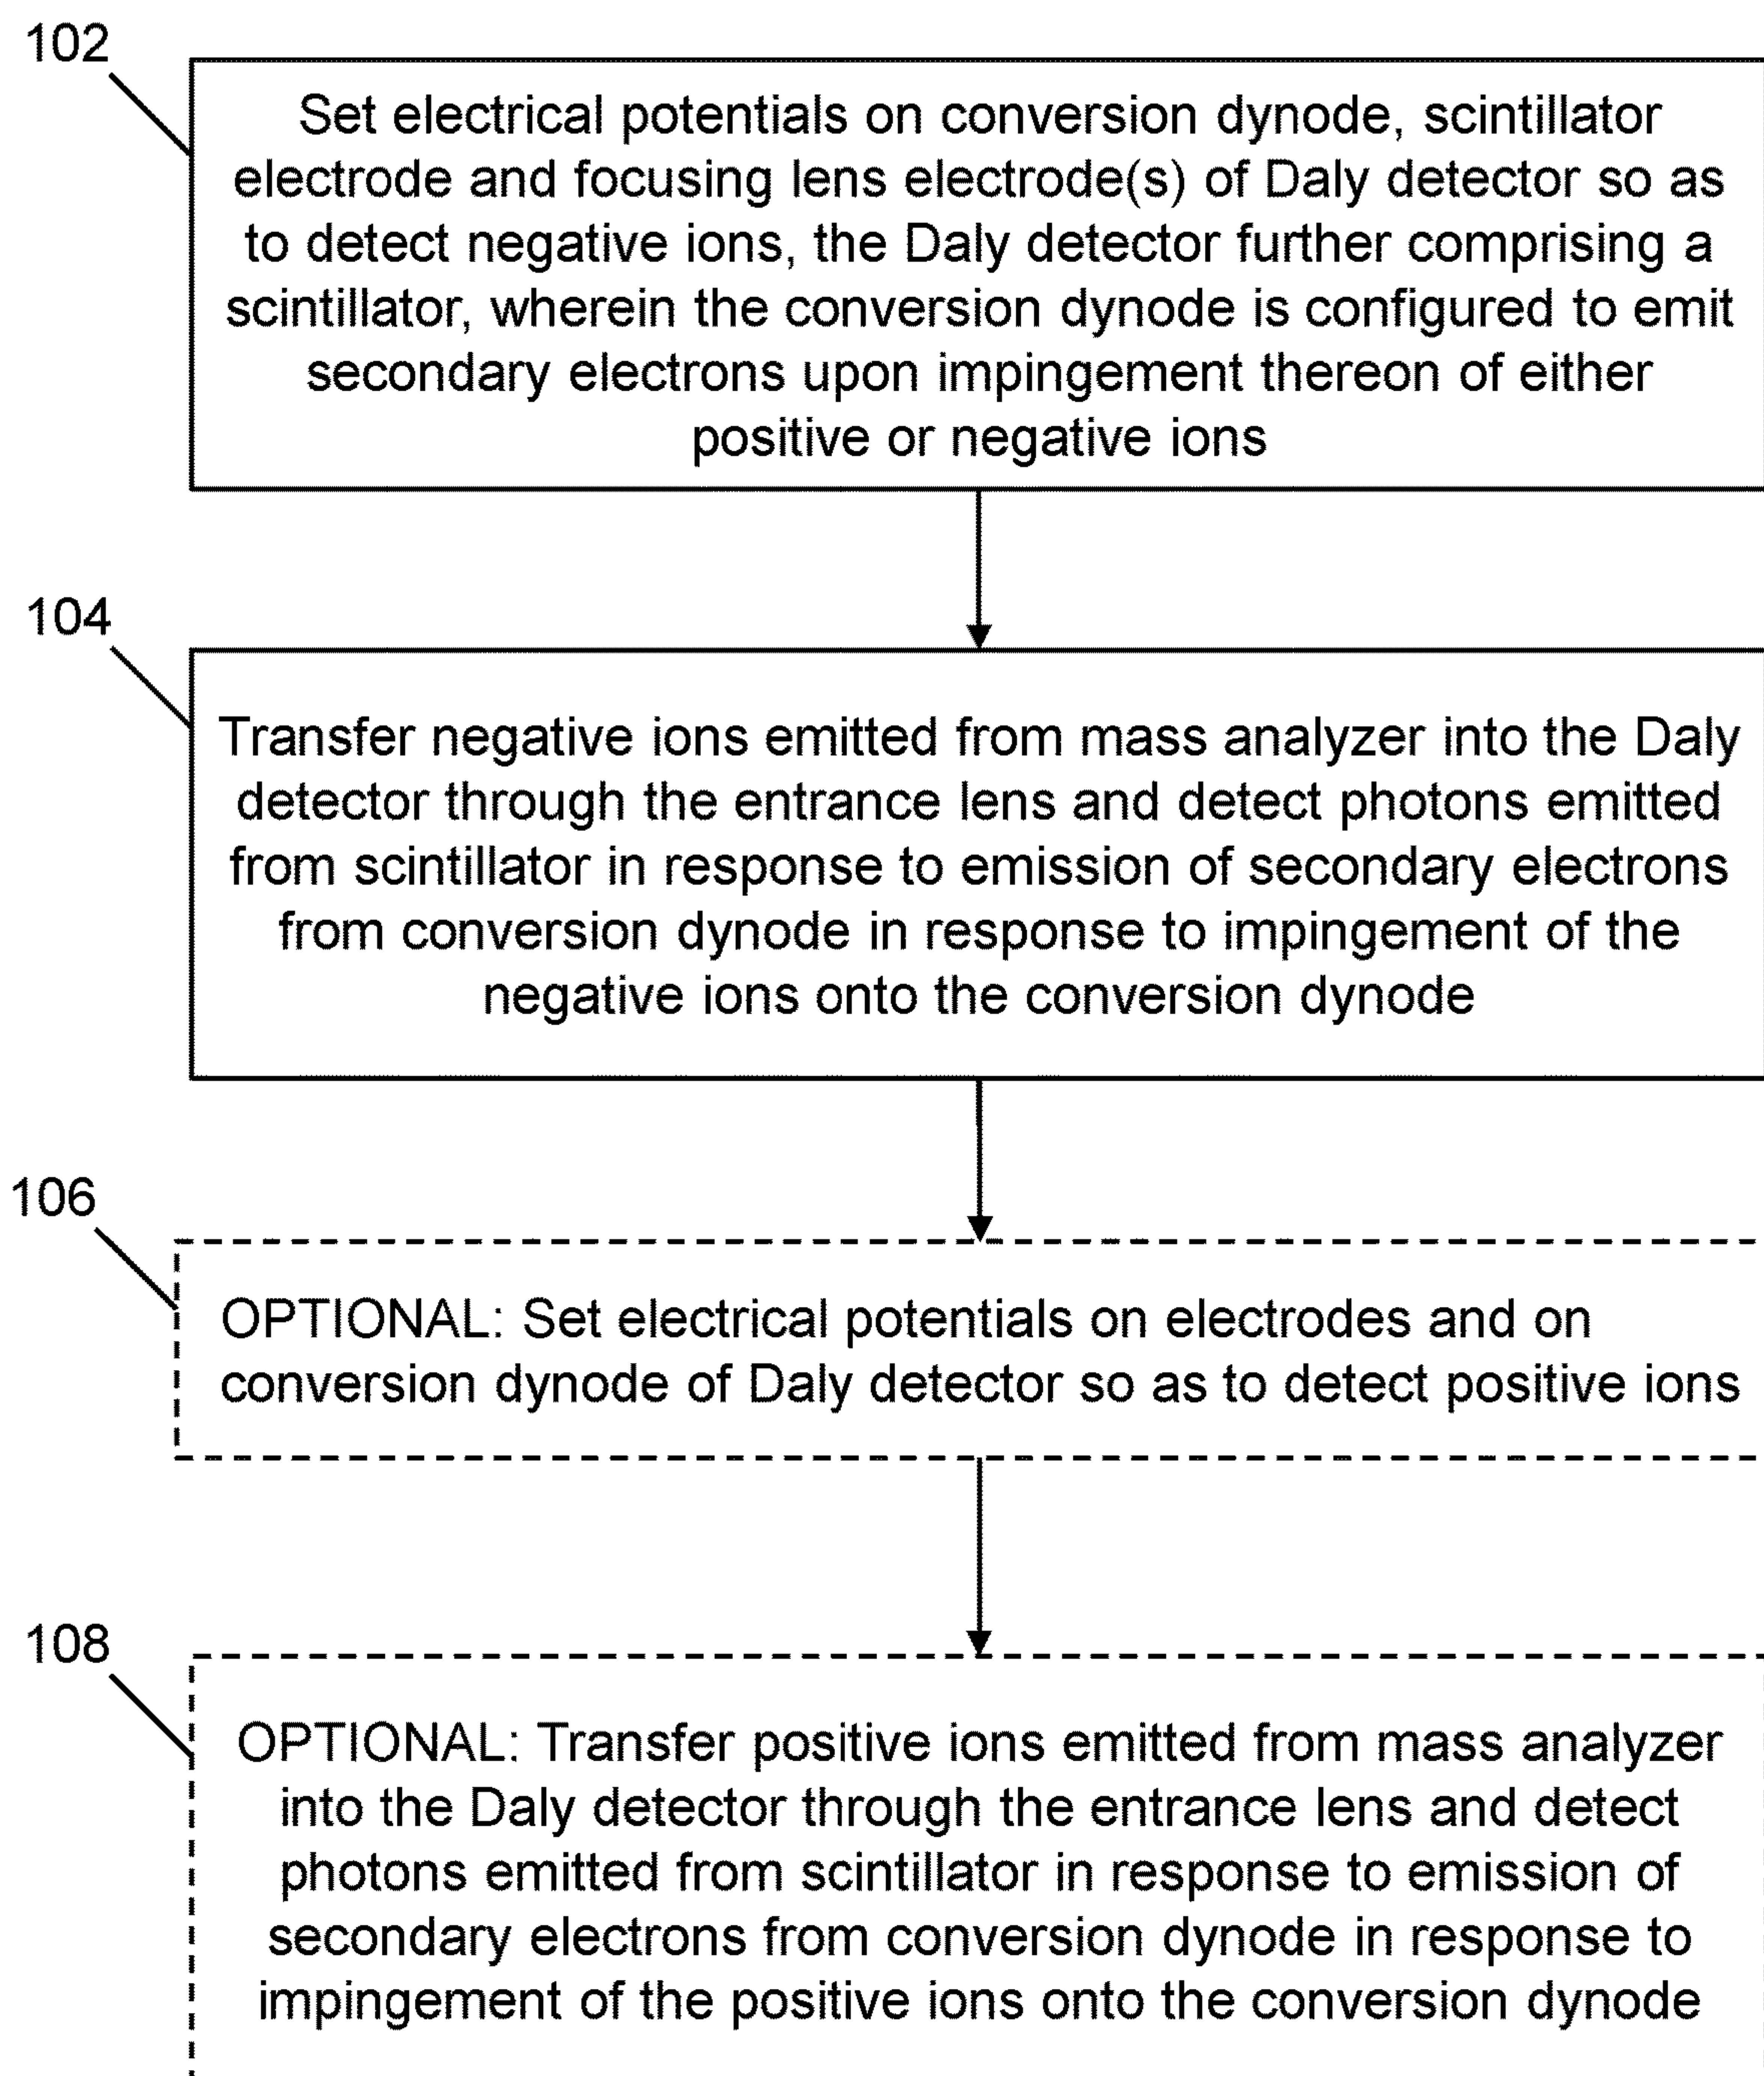 102
Set electrical potentials on conversion dynode, scintillator
electrode and focusing lens electrode(s) of Daly detector so as
to detect negative ions, the Daly detector further comprising a
scintillator, wherein the conversion dynode is configured to emit
secondary electrons upon impingement thereon of either
positive or negative ions
104
Transfer negative ions emitted from mass analyzer into the Daly
detector through the entrance lens and detect photons emitted
from scintillator in response to emission of secondary electrons
from conversion dynode in response to impingement of the
negative ions onto the conversion dynode
106
OPTIONAL: Set electrical potentials on electrodes and on
conversion dynode of Daly detector so as to detect positive ions
108
OPTIONAL: Transfer positive ions emitted from mass analyzer
into the Daly detector through the entrance lens and detect
photons emitted from scintillator in response to emission of
secondary electrons from conversion dynode in response to
impingement of the positive ions onto the conversion dynode